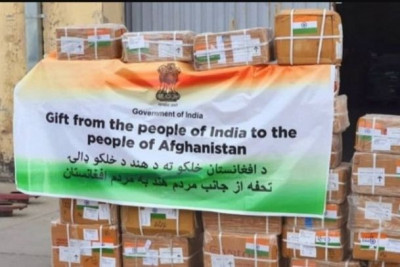 Government of India
Gift from the people of India to the
people of Afghanistan
د افغانستان خلکو ته د هند د خلکو ډالۍ
تحفه از جانب مردم هند به مردم افغانستان